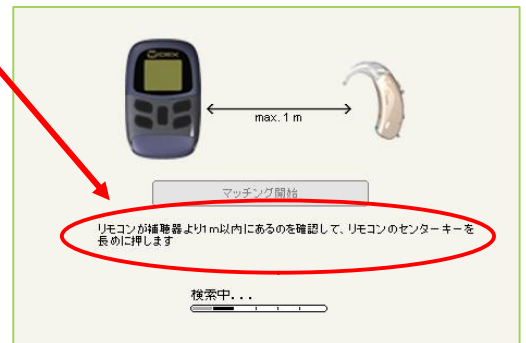 WIDEX
max. 1 m
マッチング開始
リモコンが補聴器より1m以内にあるのを確認して、リモコンのセンターキーを
長めに押します
検索中...